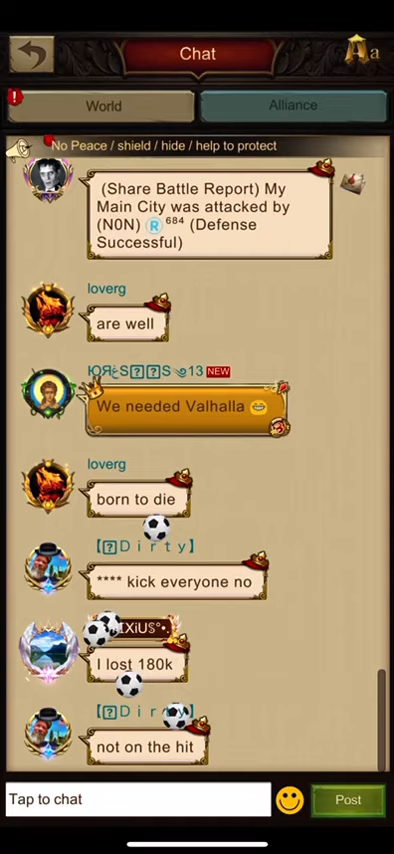 Chat
Aa
World
Alliance
No Peace / shield / hide / help to protect
(Share Battle Report) My
Main City was attacked by
(N0N) R 684 (Defense
Successful)
loverg
are well
NEW
We needed Valhalla
loverg
born to die
Dirty】
**** kick everyone no
I lost 180k
not on the hit
Tap to chat
Post